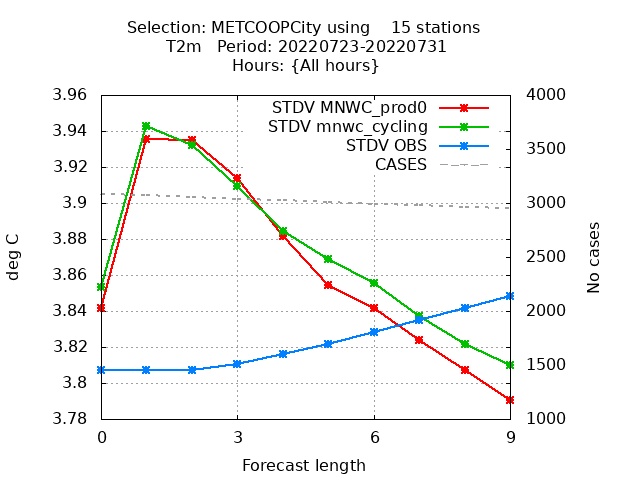 Selection: METCOOPCity using    15 stations
T2m   Period: 20220723-20220731
Hours: {All hours}
STDV MNWC_prod0
STDV mnwc_cycling
STDV OBS
CASES
3.96
3.94
3.92
3.9
3.88
3.86
3.84
3.82
3.8
3.78
deg C
4000
3500
3000
2500
2000
1500
1000
No cases
0
3
6
9
Forecast length